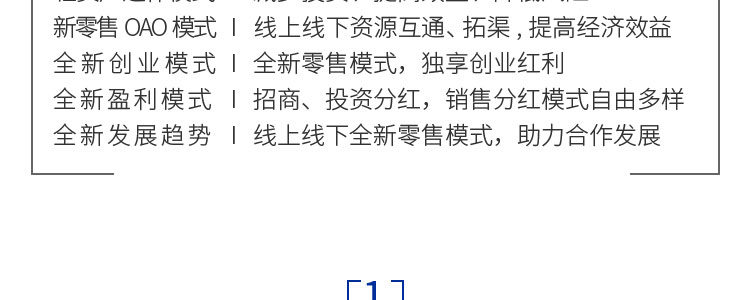 新零售 OAO 模式 | 线上线下资源互通、拓渠，提高经济效益
全新创业模式 | 全新零售模式，独享创业红利
全新盈利模式 | 招商、投资分红，销售分红模式自由多样
全新发展趋势 | 线上线下全新零售模式，助力合作发展
1